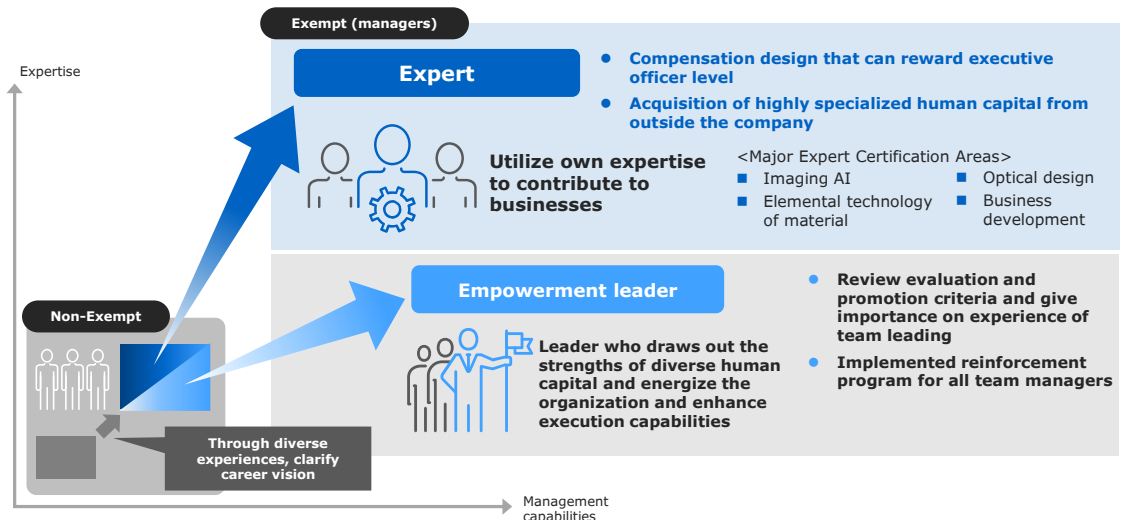 Exempt (managers)
Expertise
Expert
● Compensation design that can reward executive
officer level
● Acquisition of highly specialized human capital from
outside the company
Utilize own expertise
to contribute to
businesses
<Major Expert Certification Areas>
■ Imaging AI
■ Elemental technology
of material
■ Optical design
■ Business
development
Empowerment leader
Leader who draws out the
strengths of diverse human
capital and energize the
organization and enhance
execution capabilities
● Review evaluation and
promotion criteria and give
importance on experience of
team leading
● Implemented reinforcement
program for all team managers
Non-Exempt
Through diverse
experiences, clarify
career vision
Management
capabilities